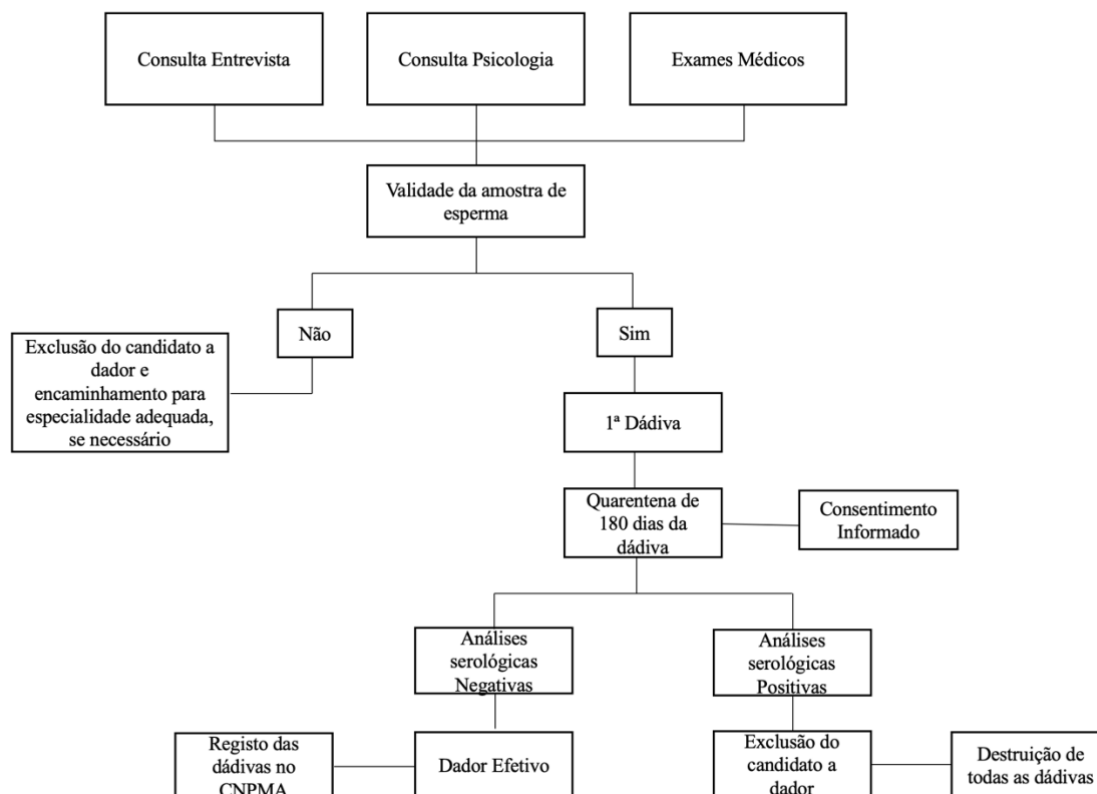 Consulta Entrevista
Consulta Psicologia
Exames Médicos
Validade da amostra de
esperma
Não
Sim
Exclusão do candidato a
dador e
encaminhamento para
especialidade adequada,
se necessário
1ª Dádiva
Quarentena de
180 dias da
dádiva
Consentimento
Informado
Análises
serológicas
Negativas
Análises
serológicas
Positivas
Registo das
dádivas no
CNPMA
Dador Efetivo
Exclusão do
candidato a
dador
Destruição de
todas as dádivas